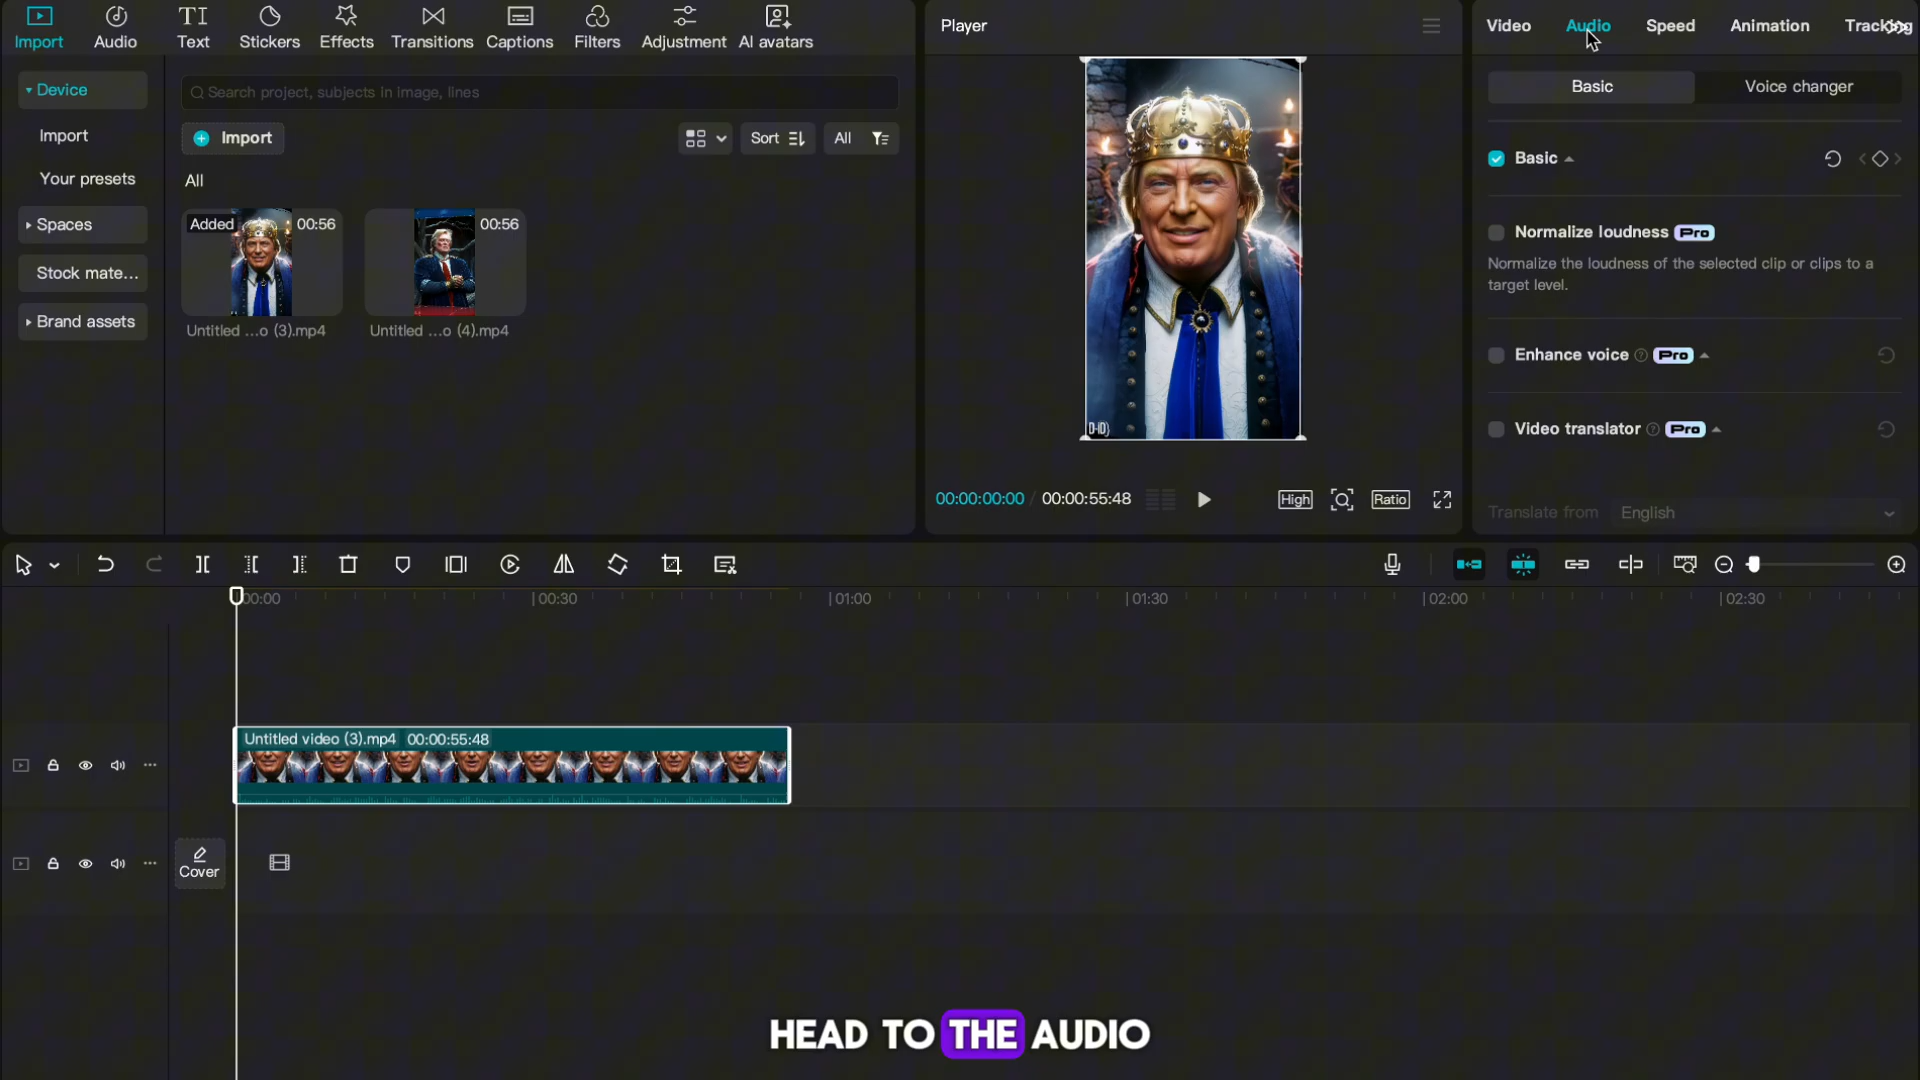 Import
Audio
Text
Stickers
Effects
Transitions
Captions
Filters
Adjustment
AI avatars
Device
Import
Your presets
Spaces
Stock mate...
Brand assets
Search project, subjects in image, lines
Import
Sort
All
All
Added 00:56
00:56
Untitled ...o (3).mp4
Untitled ...o (4).mp4
Player
D-ID
00:00:00:00 / 00:00:55:48
High
Ratio
Video
Audio
Speed
Animation
Tracking
Basic
Voice changer
Basic
Normalize loudness Pro
Normalize the loudness of the selected clip or clips to a
target level.
Enhance voice Pro
Video translator Pro
Translate from English
00:00
00:30
01:00
01:30
02:00
02:30
Untitled video (3).mp4 00:00:55:48
Cover
HEAD TO THE AUDIO